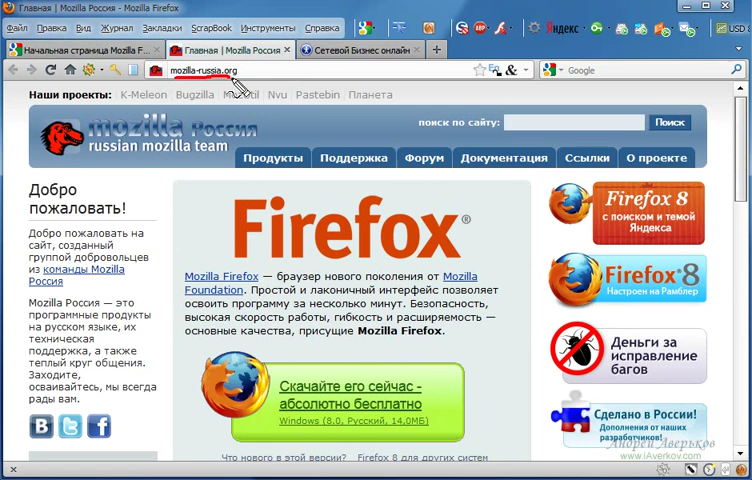 Главная | Mozilla Россия - Mozilla Firefox
Файл Правка Вид Журнал Закладки ScrapBook Инструменты Справка
Яндекс
USD 8
Начальная страница Mozilla F...
Главная | Mozilla Россия
Сетевой Бизнес онлайн
mozilla-russia.org
Google
Наши проекты: K-Meleon Bugzilla Mozutil Nvu Pastebin Планета
mozilla Россия
russian mozilla team
поиск по сайту:
Поиск
Продукты Поддержка Форум Документация Ссылки О проекте
Добро
пожаловать!
Добро пожаловать на
сайт, созданный
группой добровольцев
из команды Mozilla
Россия
Mozilla Россия — это
программные продукты
на русском языке, их
техническая
поддержка, а также
теплый круг общения.
Заходите,
осваивайтесь, мы всегда
рады вам.
Firefox®
Mozilla Firefox — браузер нового поколения от Mozilla
Foundation. Простой и лаконичный интерфейс позволяет
освоить программу за несколько минут. Безопасность,
высокая скорость работы, гибкость и расширяемость —
основные качества, присущие Mozilla Firefox.
Скачайте его сейчас -
абсолютно бесплатно
Windows (8.0, Русский, 14,0МБ)
Что нового в этой версии? Firefox 8 для других систем
Firefox 8
с поиском и темой
Яндекса
Firefox 8
Настроен на Рамблер
Деньги за
исправление
багов
Сделано в России!
Дополнения от наших
разработчиков!
Андрей Аверьков
www.iAverkov.com